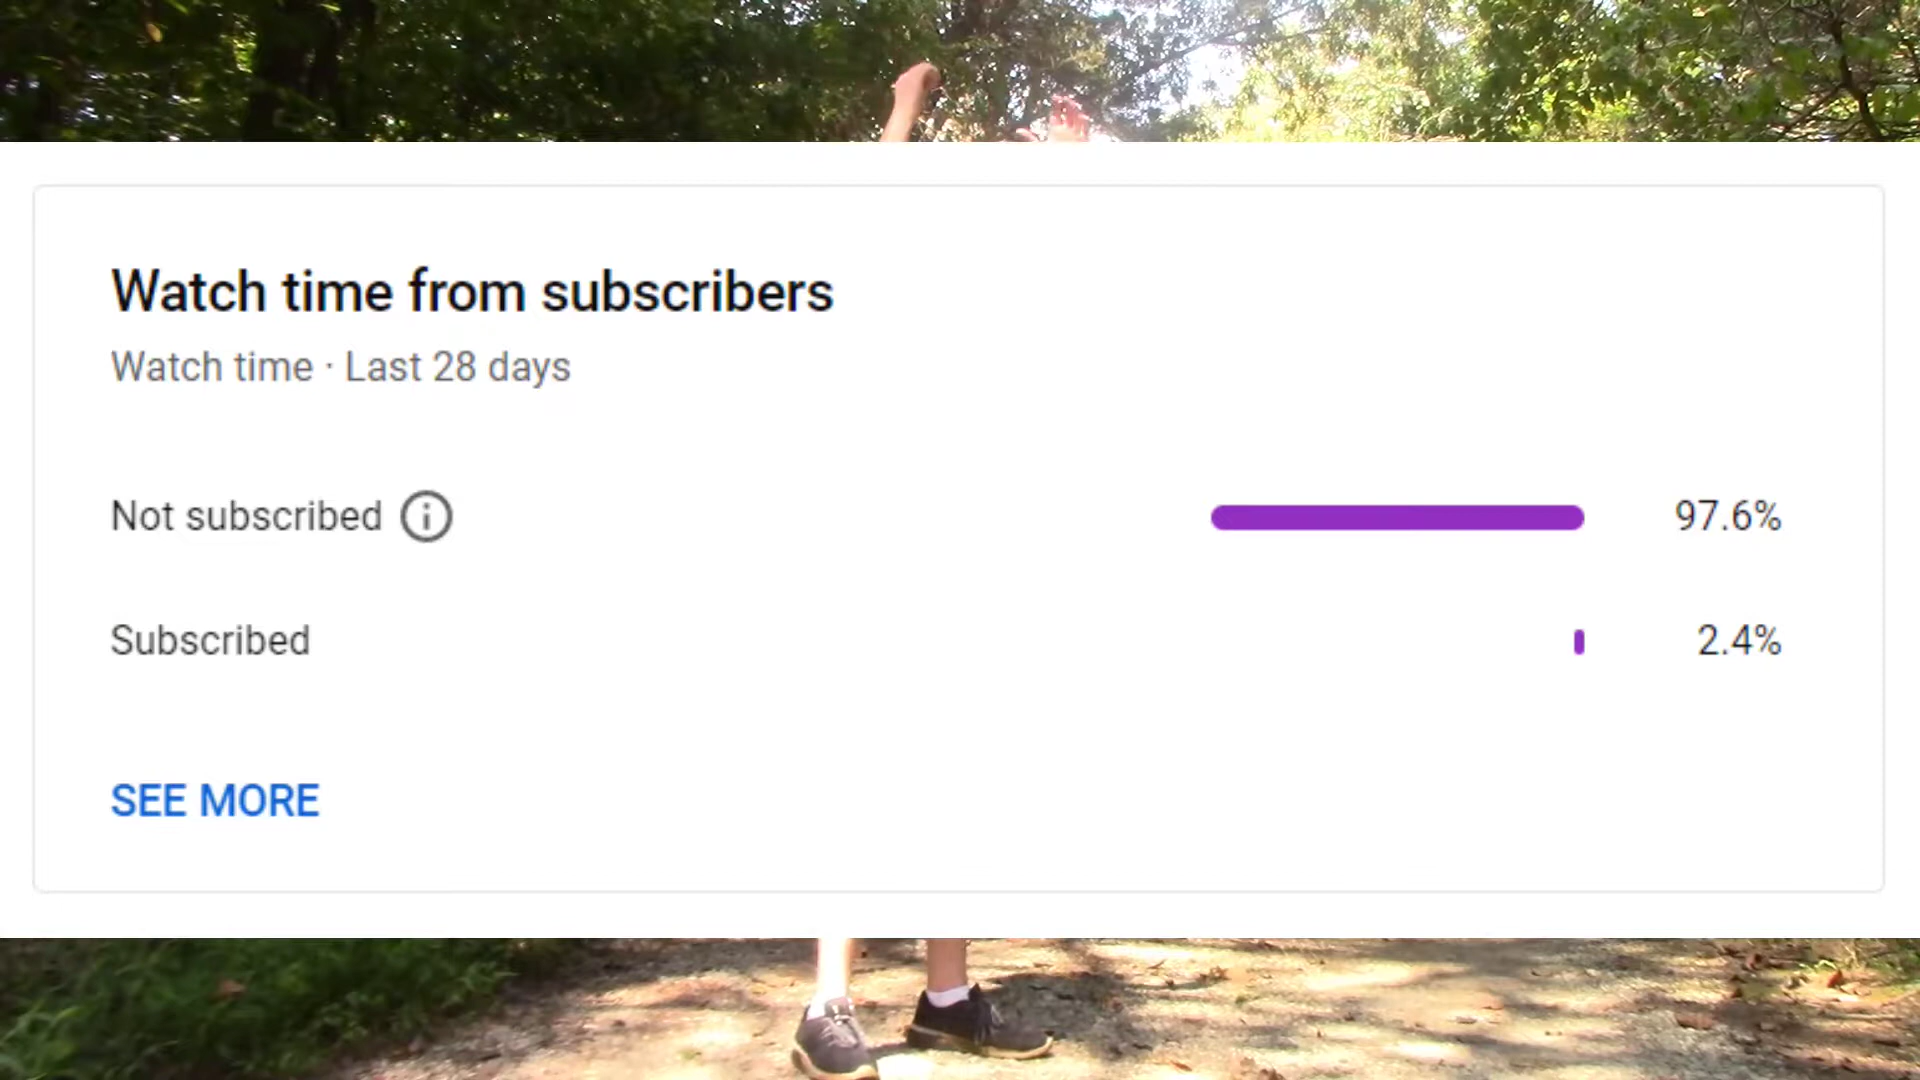 Watch time from subscribers
Watch time · Last 28 days
Not subscribed 97.6%
Subscribed 2.4%
SEE MORE